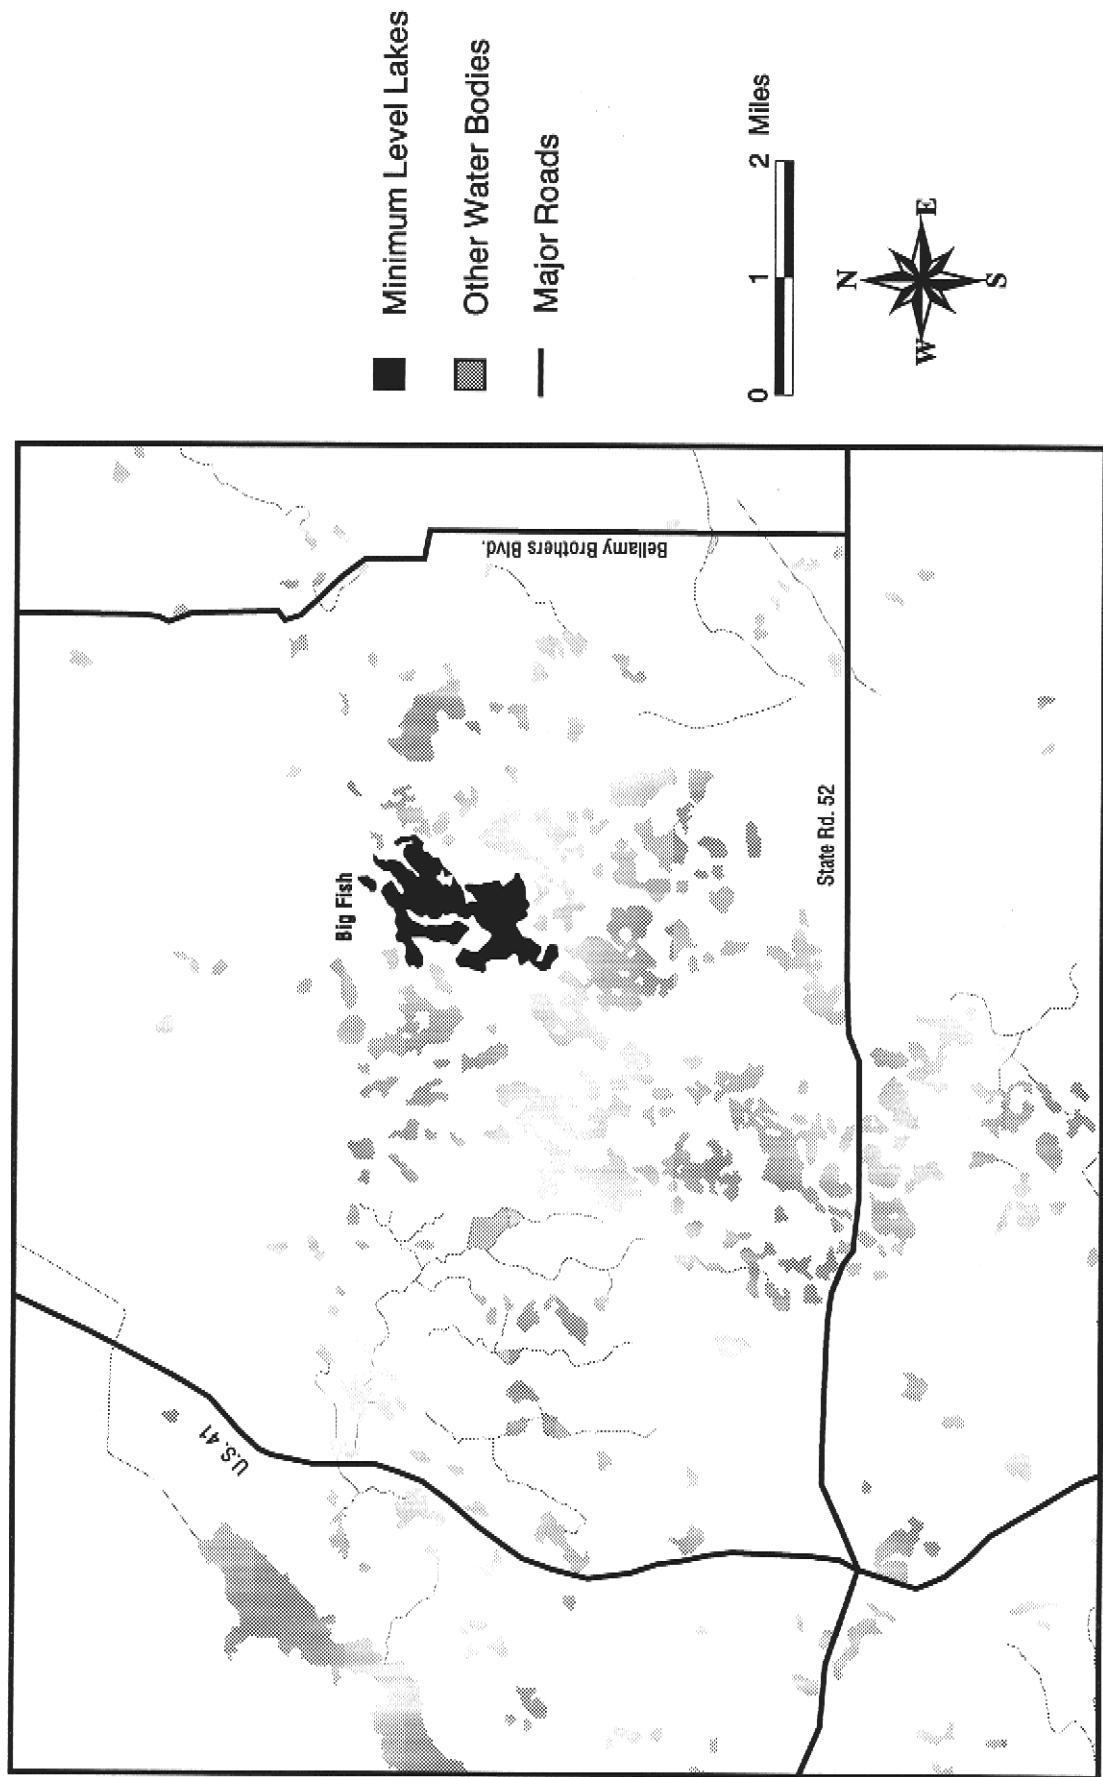 Minimum Level Lakes
Other Water Bodies
Major Roads
0 1 2 Miles
N
W E
S
Big Fish
U.S. 41
Bellamy Brothers Blvd.
State Rd. 52